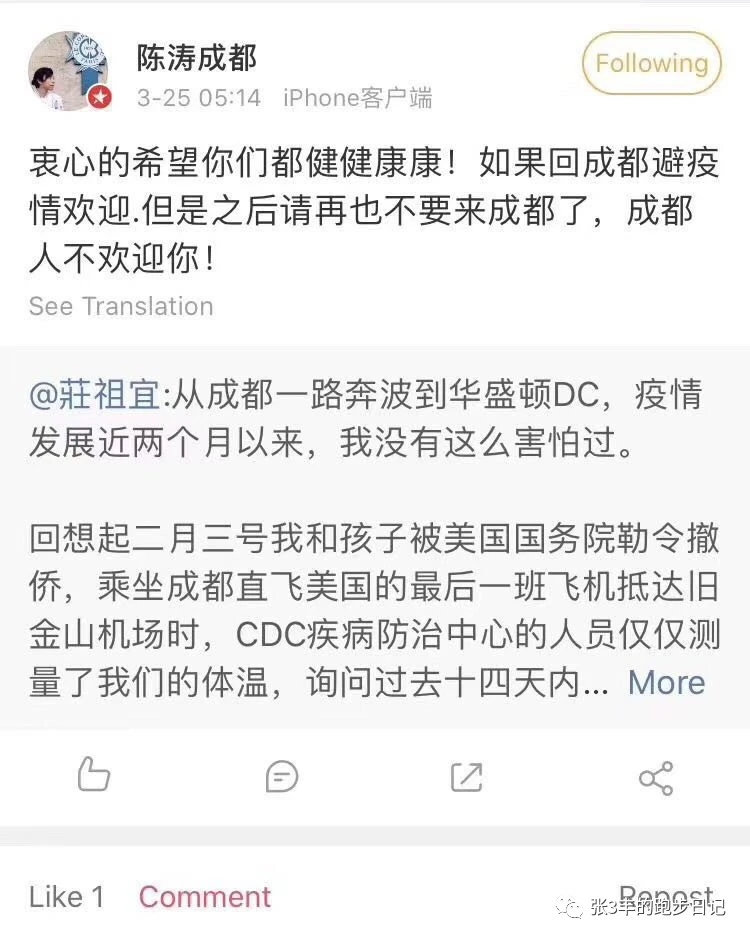 陈涛成都
Following
3-25 05:14 iPhone客户端
衷心的希望你们都健健康康！如果回成都避疫
情欢迎.但是之后请再也不要来成都了，成都
人不欢迎你！
See Translation
@莊祖宜:从成都一路奔波到华盛顿DC，疫情
发展近两个月以来，我没有这么害怕过。
回想起二月三号我和孩子被美国国务院勒令撤
侨，乘坐成都直飞美国的最后一班飞机抵达旧
金山机场时，CDC疾病防治中心的人员仅仅测
量了我们的体温，询问过去十四天内... More
Like 1 Comment Repost
张3丰的跑步日记